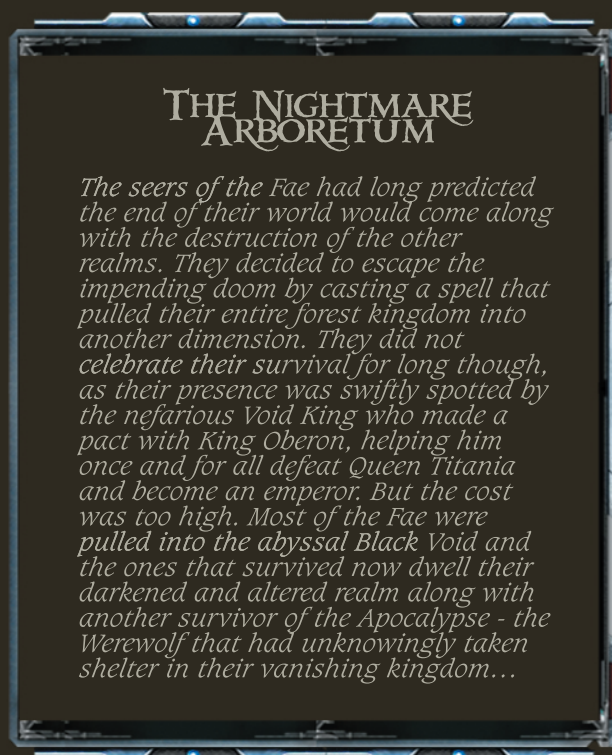 The Nightmare
Arboretum
The seers of the Fae had long predicted
the end of their world would come along
with the destruction of the other
realms. They decided to escape the
impending doom by casting a spell that
pulled their entire forest kingdom into
another dimension. They did not
celebrate their survival for long though,
as their presence was swiftly spotted by
the nefarious Void King who made a
pact with King Oberon, helping him
once and for all defeat Queen Titania
and become an emperor. But the cost
was too high. Most of the Fae were
pulled into the abyssal Black Void and
the ones that survived now dwell their
darkened and altered realm along with
another survivor of the Apocalypse - the
Werewolf that had unknowingly taken
shelter in their vanishing kingdom...